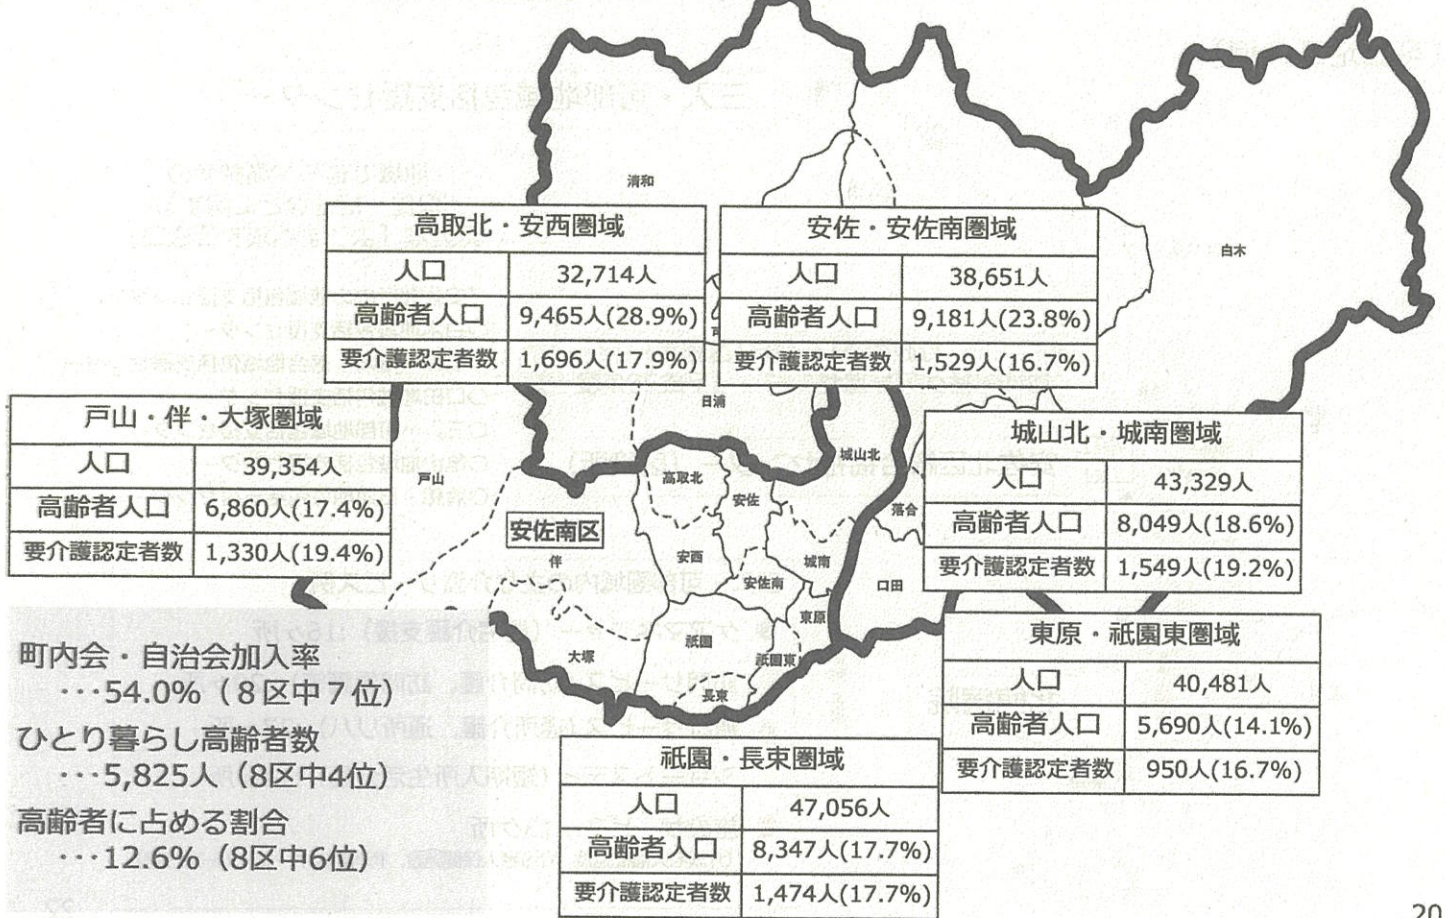 清和
白木
高取北・安西圏域
人口 32,714人
高齢者人口 9,465人(28.9%)
要介護認定者数 1,696人(17.9%)
安佐・安佐南圏域
人口 38,651人
高齢者人口 9,181人(23.8%)
要介護認定者数 1,529人(16.7%)
日浦
戸山・伴・大塚圏域
人口 39,354人
高齢者人口 6,860人(17.4%)
要介護認定者数 1,330人(19.4%)
城山北・城南圏域
人口 43,329人
高齢者人口 8,049人(18.6%)
要介護認定者数 1,549人(19.2%)
戸山
高取北
安佐
城山北
落合
安佐南区
伴
安西
安佐南
城南
口田
東原
大塚
祇園
祇園東
長束
東原・祇園東圏域
人口 40,481人
高齢者人口 5,690人(14.1%)
要介護認定者数 950人(16.7%)
町内会・自治会加入率
・・・54.0%（8区中7位）
ひとり暮らし高齢者数
・・・5,825人（8区中4位）
高齢者に占める割合
・・・12.6%（8区中6位）
祇園・長束圏域
人口 47,056人
高齢者人口 8,347人(17.7%)
要介護認定者数 1,474人(17.7%)
20